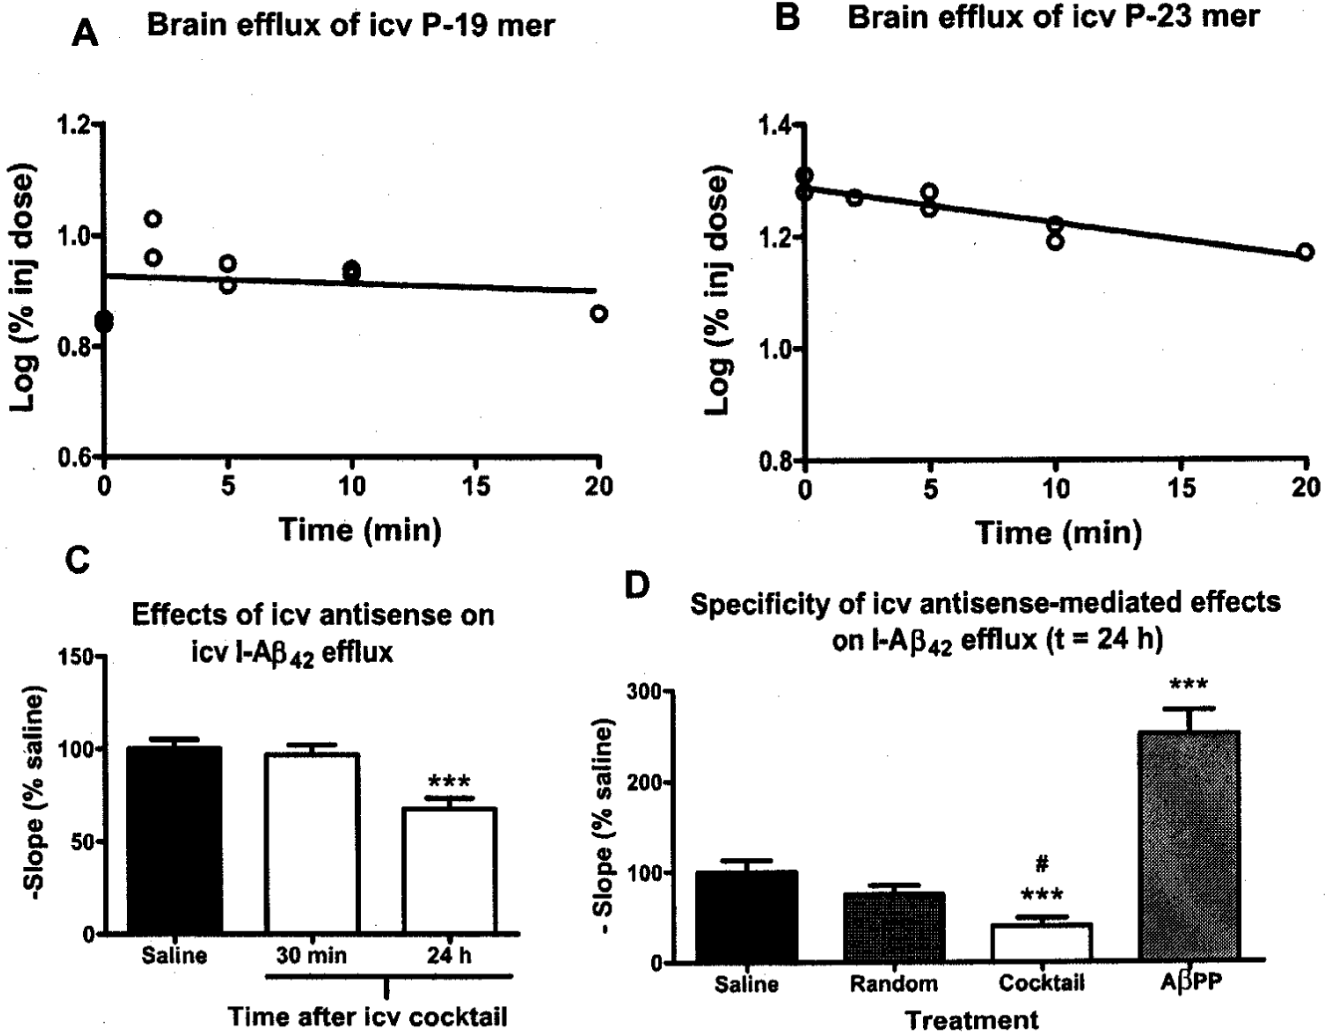 A
Brain efflux of icv P-19 mer
Log (% inj dose)
1.2
1.0
0.8
0.6
0 5 10 15 20
Time (min)
B
Brain efflux of icv P-23 mer
Log (% inj dose)
1.4
1.2
1.0
0.8
0 5 10 15 20
Time (min)
C
Effects of icv antisense on
icv I-Aβ42 efflux
-Slope (% saline)
150
100
50
0
***
Saline 30 min 24 h
Time after icv cocktail
D
Specificity of icv antisense-mediated effects
on I-Aβ42 efflux (t = 24 h)
- Slope (% saline)
300
200
100
0
***
#
***
Saline Random Cocktail AβPP
Treatment